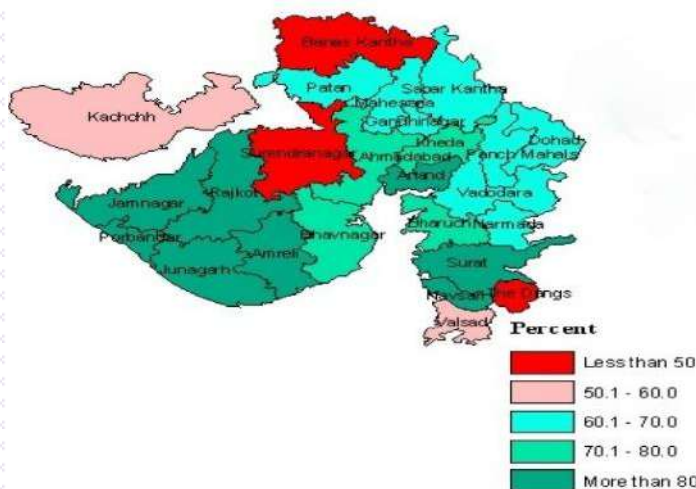 Banas Kantha
Patan
Sabar Kantha
Mahesana
Kachchh
Gandhinagar
Kheda
Dohad
Surendranagar
Ahmadabad
Panch Mahals
Anand
Rajkot
Vadodara
Jamnagar
Bharuch
Narmada
Porbandar
Bhavnagar
Amreli
Surat
Junagarh
Navsari
The Dangs
Valsad
Percent
Less than 50
50.1 - 60.0
60.1 - 70.0
70.1 - 80.0
More than 80